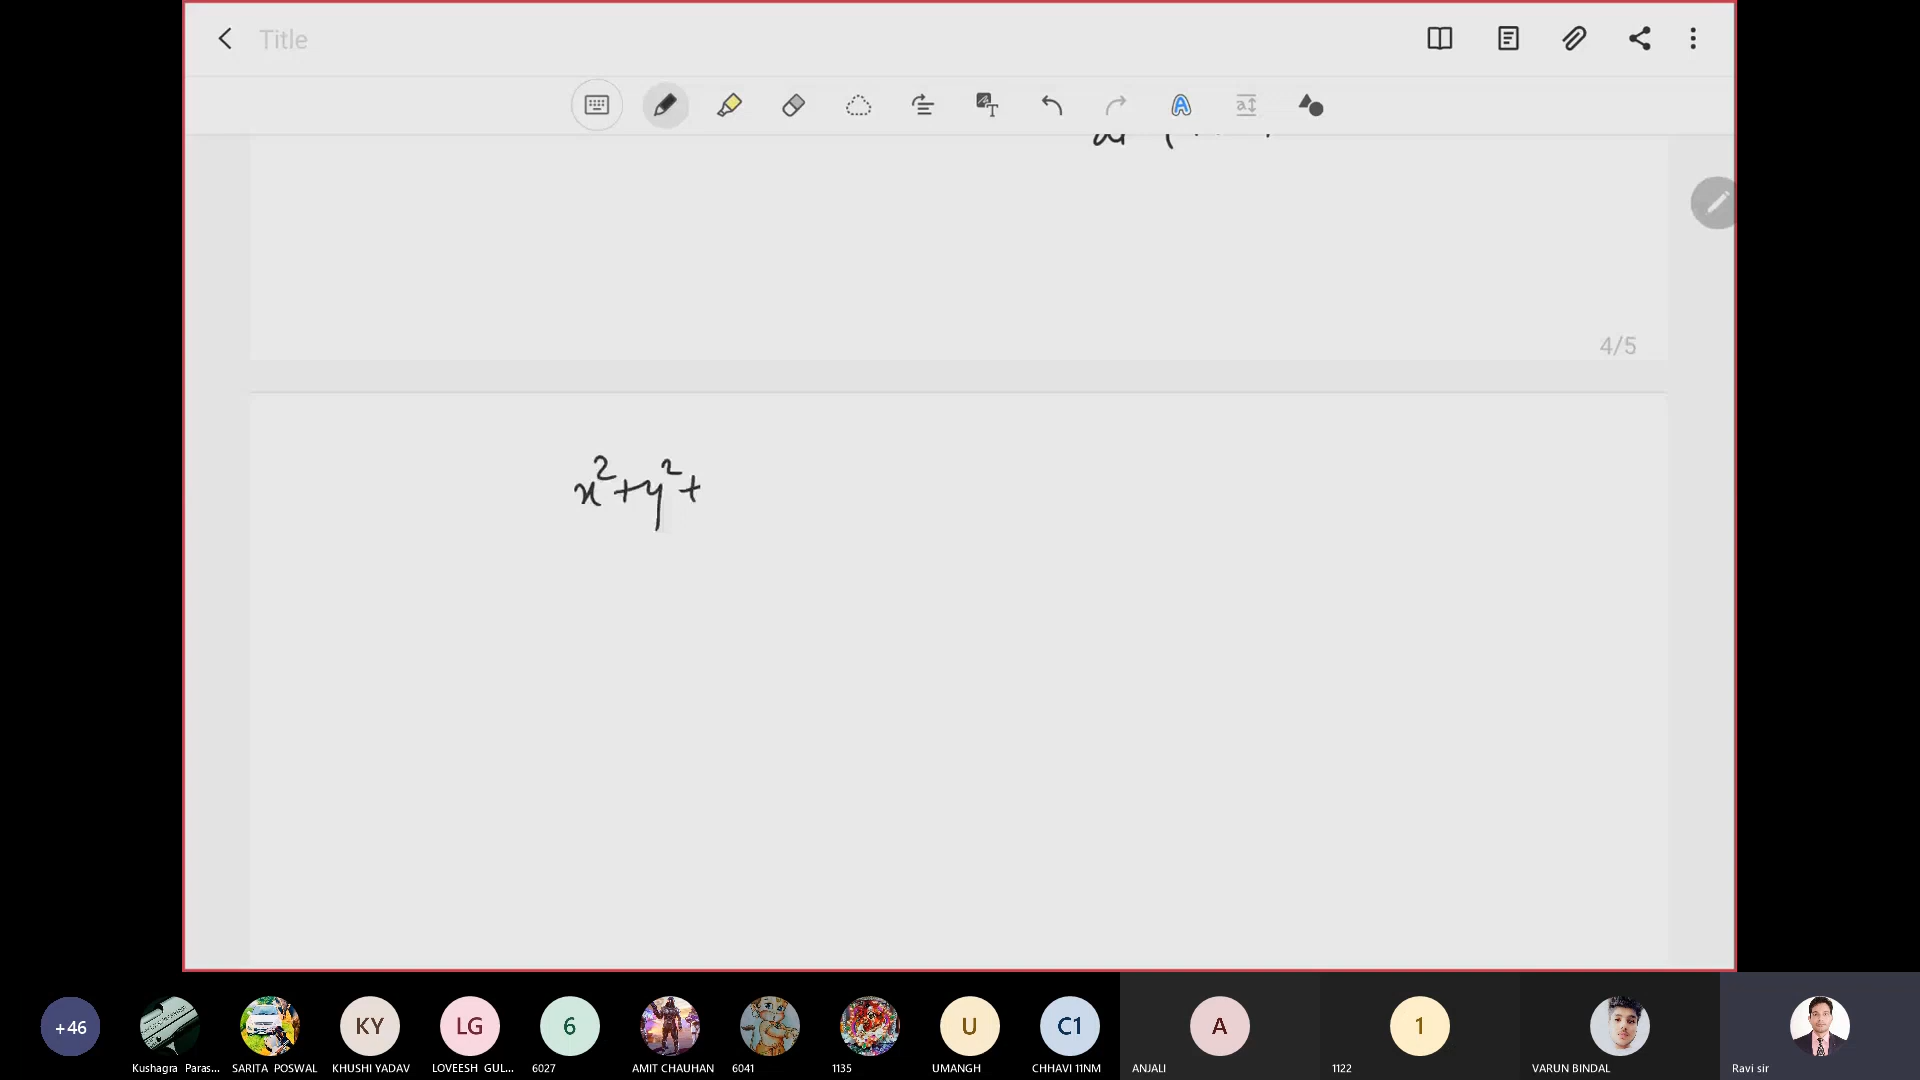 Title
4/5
x²+y²+
+46
Kushagra Paras...
SARITA POSWAL
KY
KHUSHI YADAV
LG
LOVEESH GUL...
6
6027
AMIT CHAUHAN
6041
1135
U
UMANGH
C1
CHHAVI 11NM
A
ANJALI
1
1122
VARUN BINDAL
Ravi sir